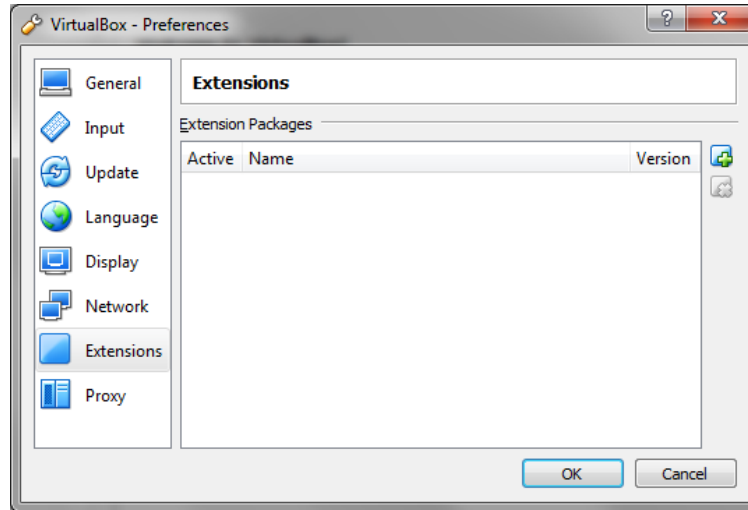 VirtualBox - Preferences
General
Input
Update
Language
Display
Network
Extensions
Proxy
Extensions
Extension Packages
Active Name Version
OK Cancel